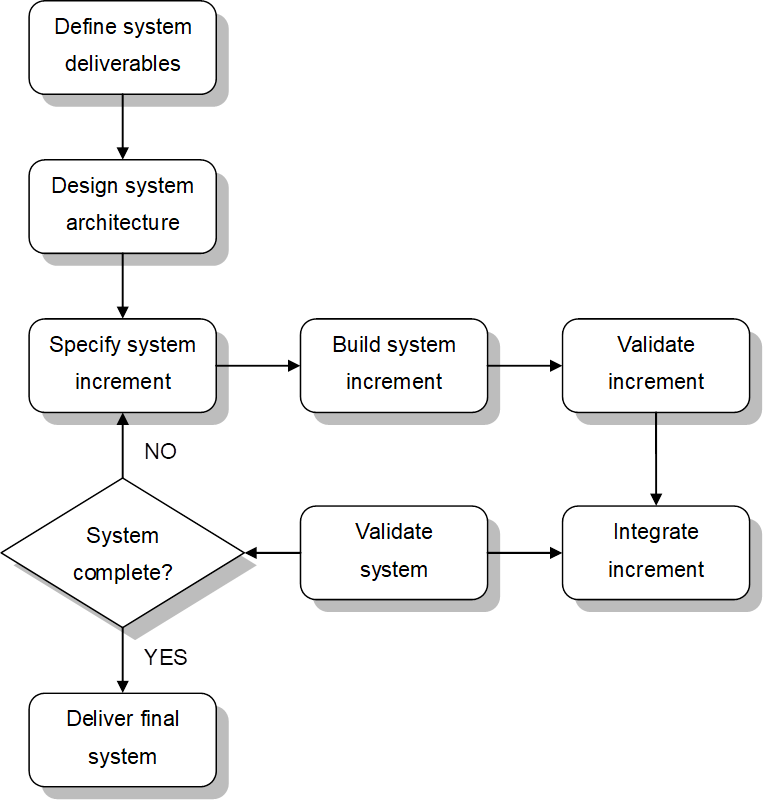 Define system
deliverables
Design system
architecture
Specify system
increment
Build system
increment
Validate
increment
NO
System
complete?
Validate
system
Integrate
increment
YES
Deliver final
system